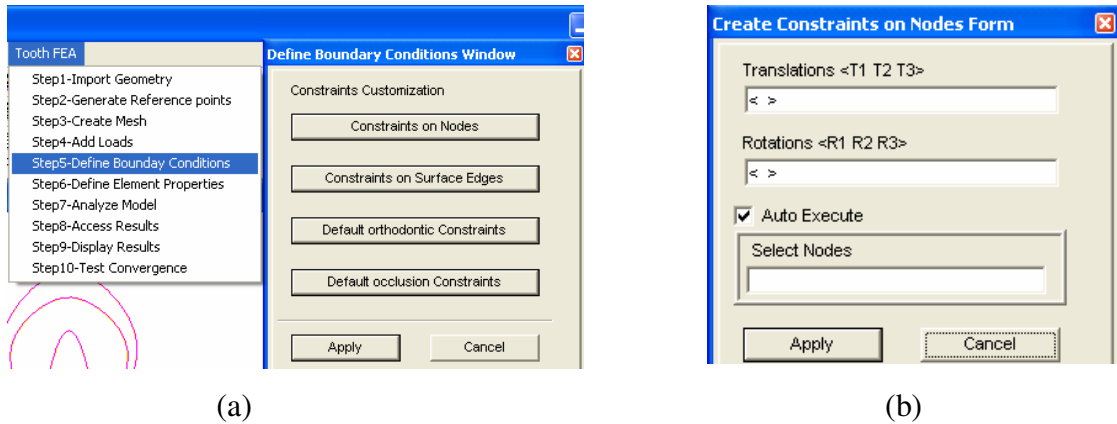 Tooth FEA
Step1-Import Geometry
Step2-Generate Reference points
Step3-Create Mesh
Step4-Add Loads
Step5-Define Bounday Conditions
Step6-Define Element Properties
Step7-Analyze Model
Step8-Access Results
Step9-Display Results
Step10-Test Convergence
Define Boundary Conditions Window
Constraints Customization
Constraints on Nodes
Constraints on Surface Edges
Default orthodontic Constraints
Default occlusion Constraints
Apply Cancel
(a)
Create Constraints on Nodes Form
Translations <T1 T2 T3>
< >
Rotations <R1 R2 R3>
< >
Auto Execute
Select Nodes
Apply Cancel
(b)